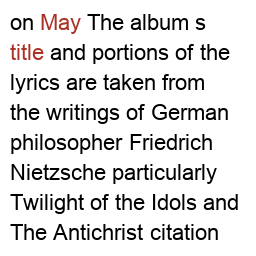 on May The album s
title and portions of the
lyrics are taken from
the writings of German
philosopher Friedrich
Nietzsche particularly
Twilight of the Idols and
The Antichrist citation